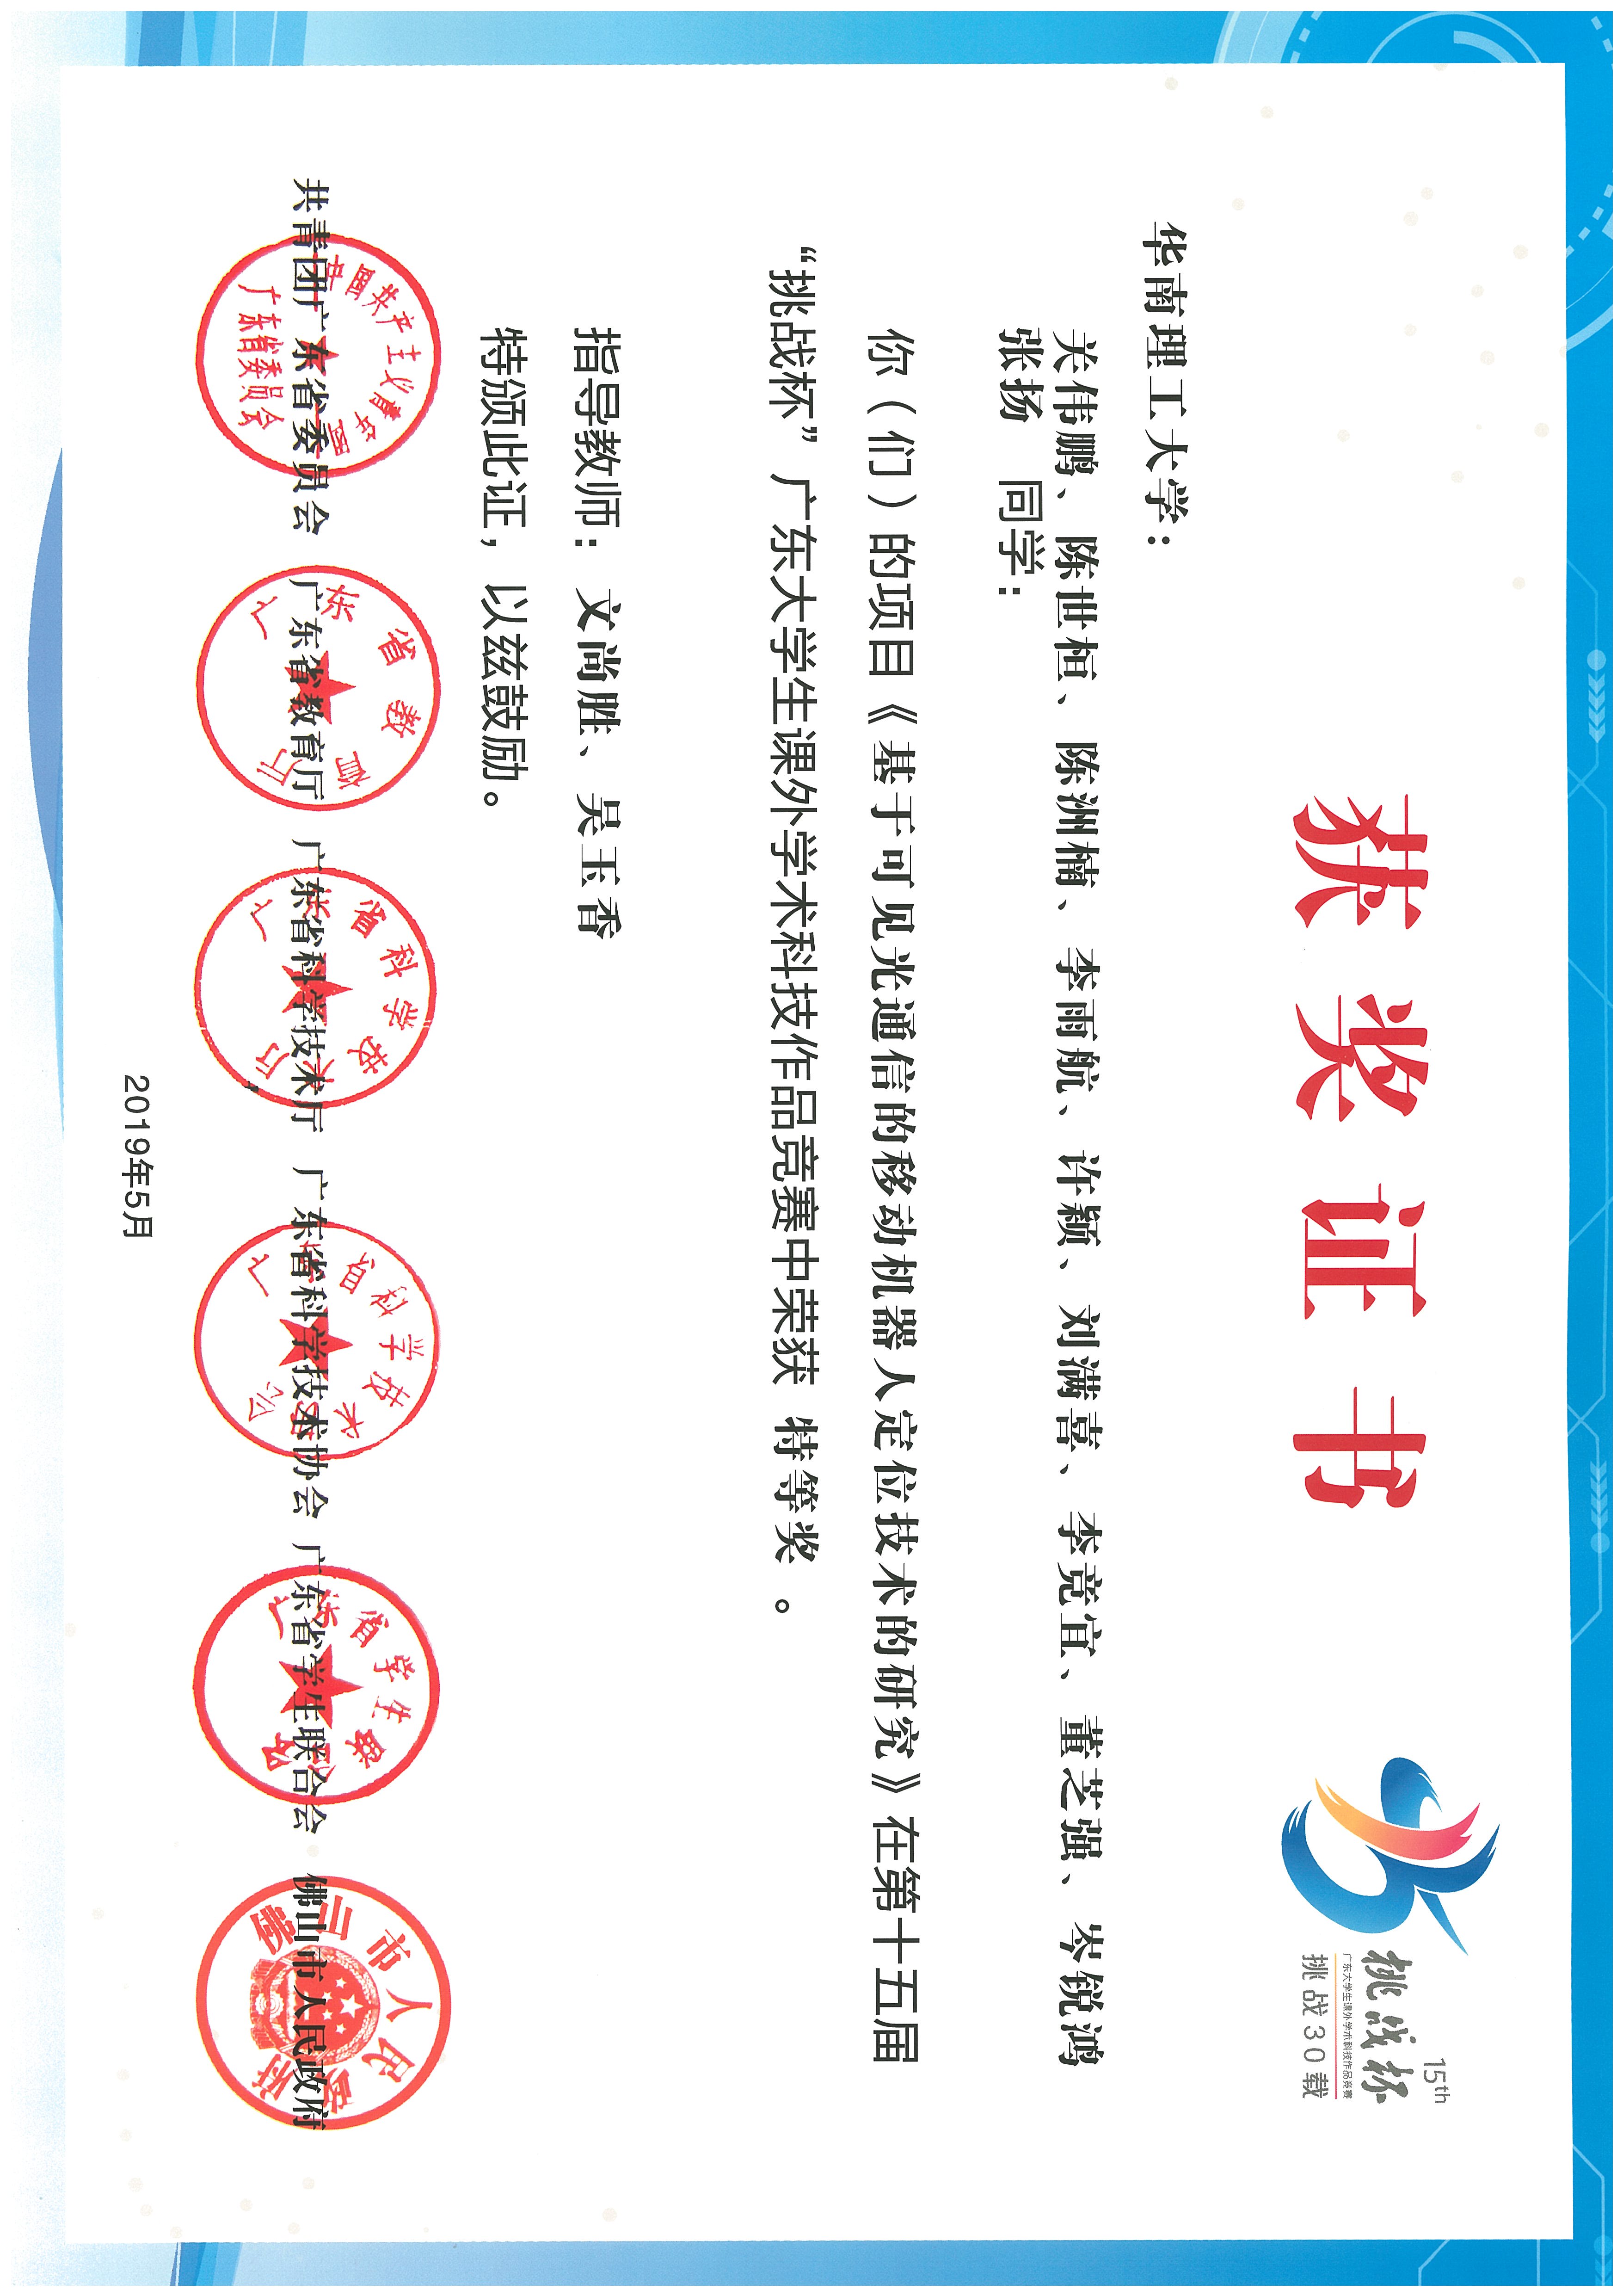 获奖证书
15th
挑战杯
广东大学生课外学术科技作品竞赛
挑战30载
华南理工大学：
关伟鹏、陈世桓、陈洲楠、李雨航、许颖、刘满喜、李竞宜、董芝强、岑锐鸿
张扬 同学：
你（们）的项目《基于可见光通信的移动机器人定位技术的研究》在第十五届
“挑战杯”广东大学生课外学术科技作品竞赛中荣获 特等奖 。
指导教师：文尚胜、吴玉香
特颁此证，以兹鼓励。
中国共产主义青年团
广东省委员会
广东省教育厅
广东省科学技术厅
广东省科学技术协会
广东省学生联合会
佛山市人民政府
共青团广东省委员会 广东省教育厅 广东省科学技术厅 广东省科学技术协会 广东省学生联合会 佛山市人民政府
2019年5月